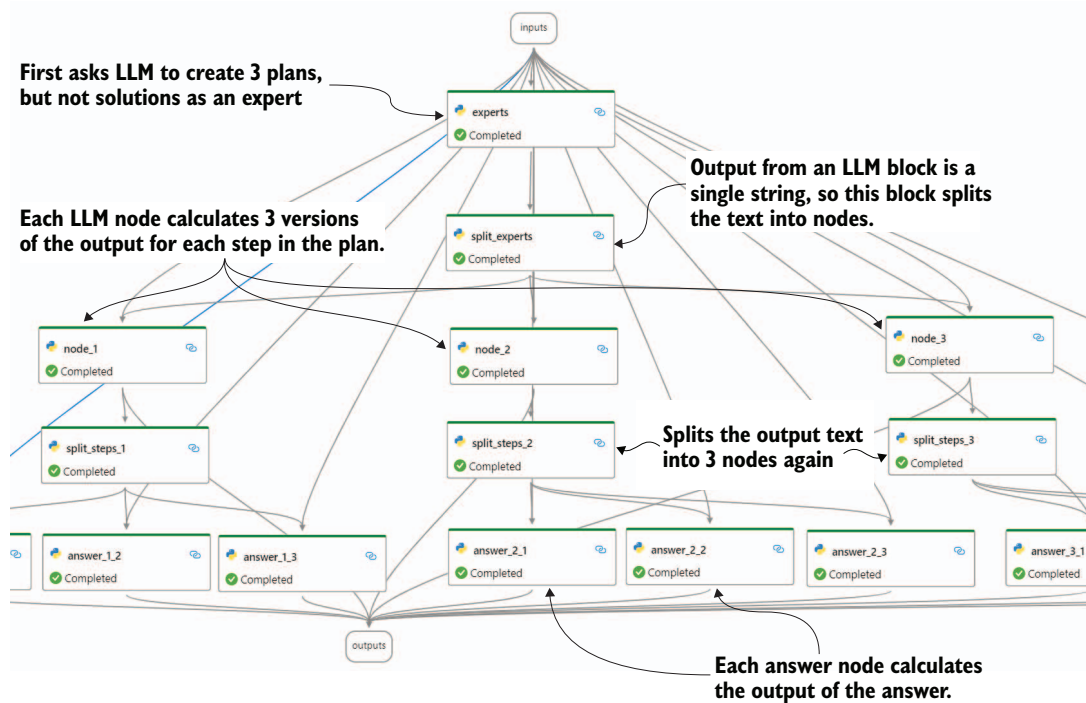 inputs
First asks LLM to create 3 plans,
but not solutions as an expert
experts
Completed
Output from an LLM block is a
single string, so this block splits
the text into nodes.
Each LLM node calculates 3 versions
of the output for each step in the plan.
split_experts
Completed
node_1
Completed
node_2
Completed
node_3
Completed
split_steps_1
Completed
split_steps_2
Completed
Splits the output text
into 3 nodes again
split_steps_3
Completed
answer_1_2
Completed
answer_1_3
Completed
answer_2_1
Completed
answer_2_2
Completed
answer_2_3
Completed
answer_3_1
Completed
outputs
Each answer node calculates
the output of the answer.